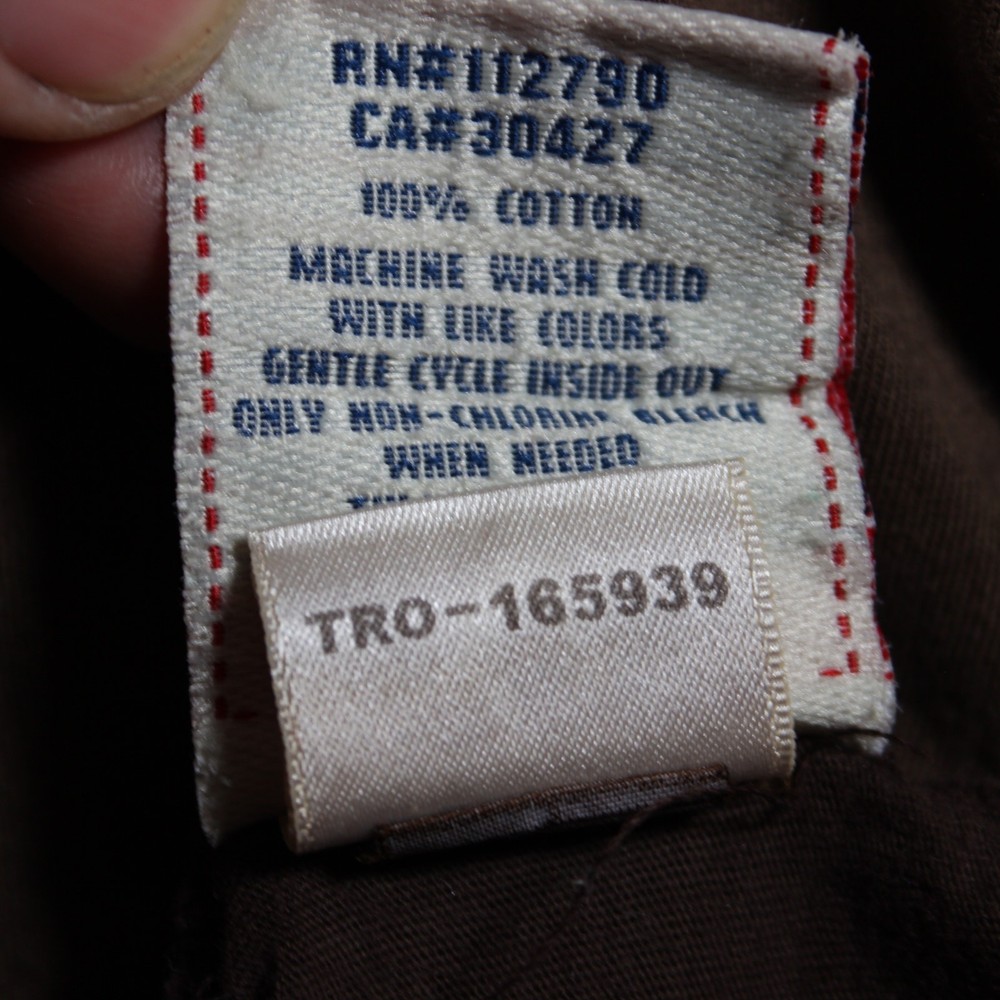 RN#112790
CA#30427
100% COTTON
MACHINE WASH COLD
WITH LIKE COLORS
GENTLE CYCLE INSIDE OUT
ONLY NON-CHLORINE BLEACH
WHEN NEEDED
TRO-165939